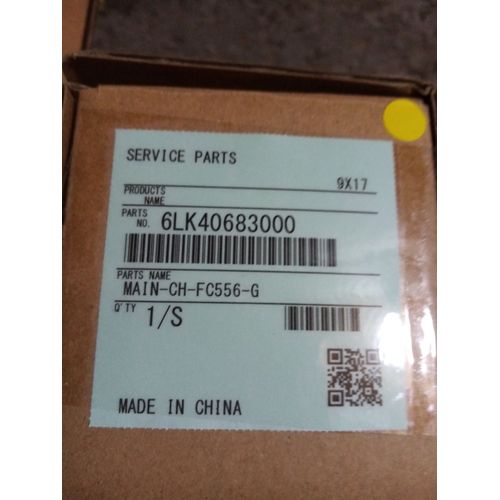 SERVICE PARTS
9X17
PRODUCTS
NAME
PARTS
NO. 6LK40683000
PARTS NAME
MAIN-CH-FC556-G
Q'TY 1/S
MADE IN CHINA